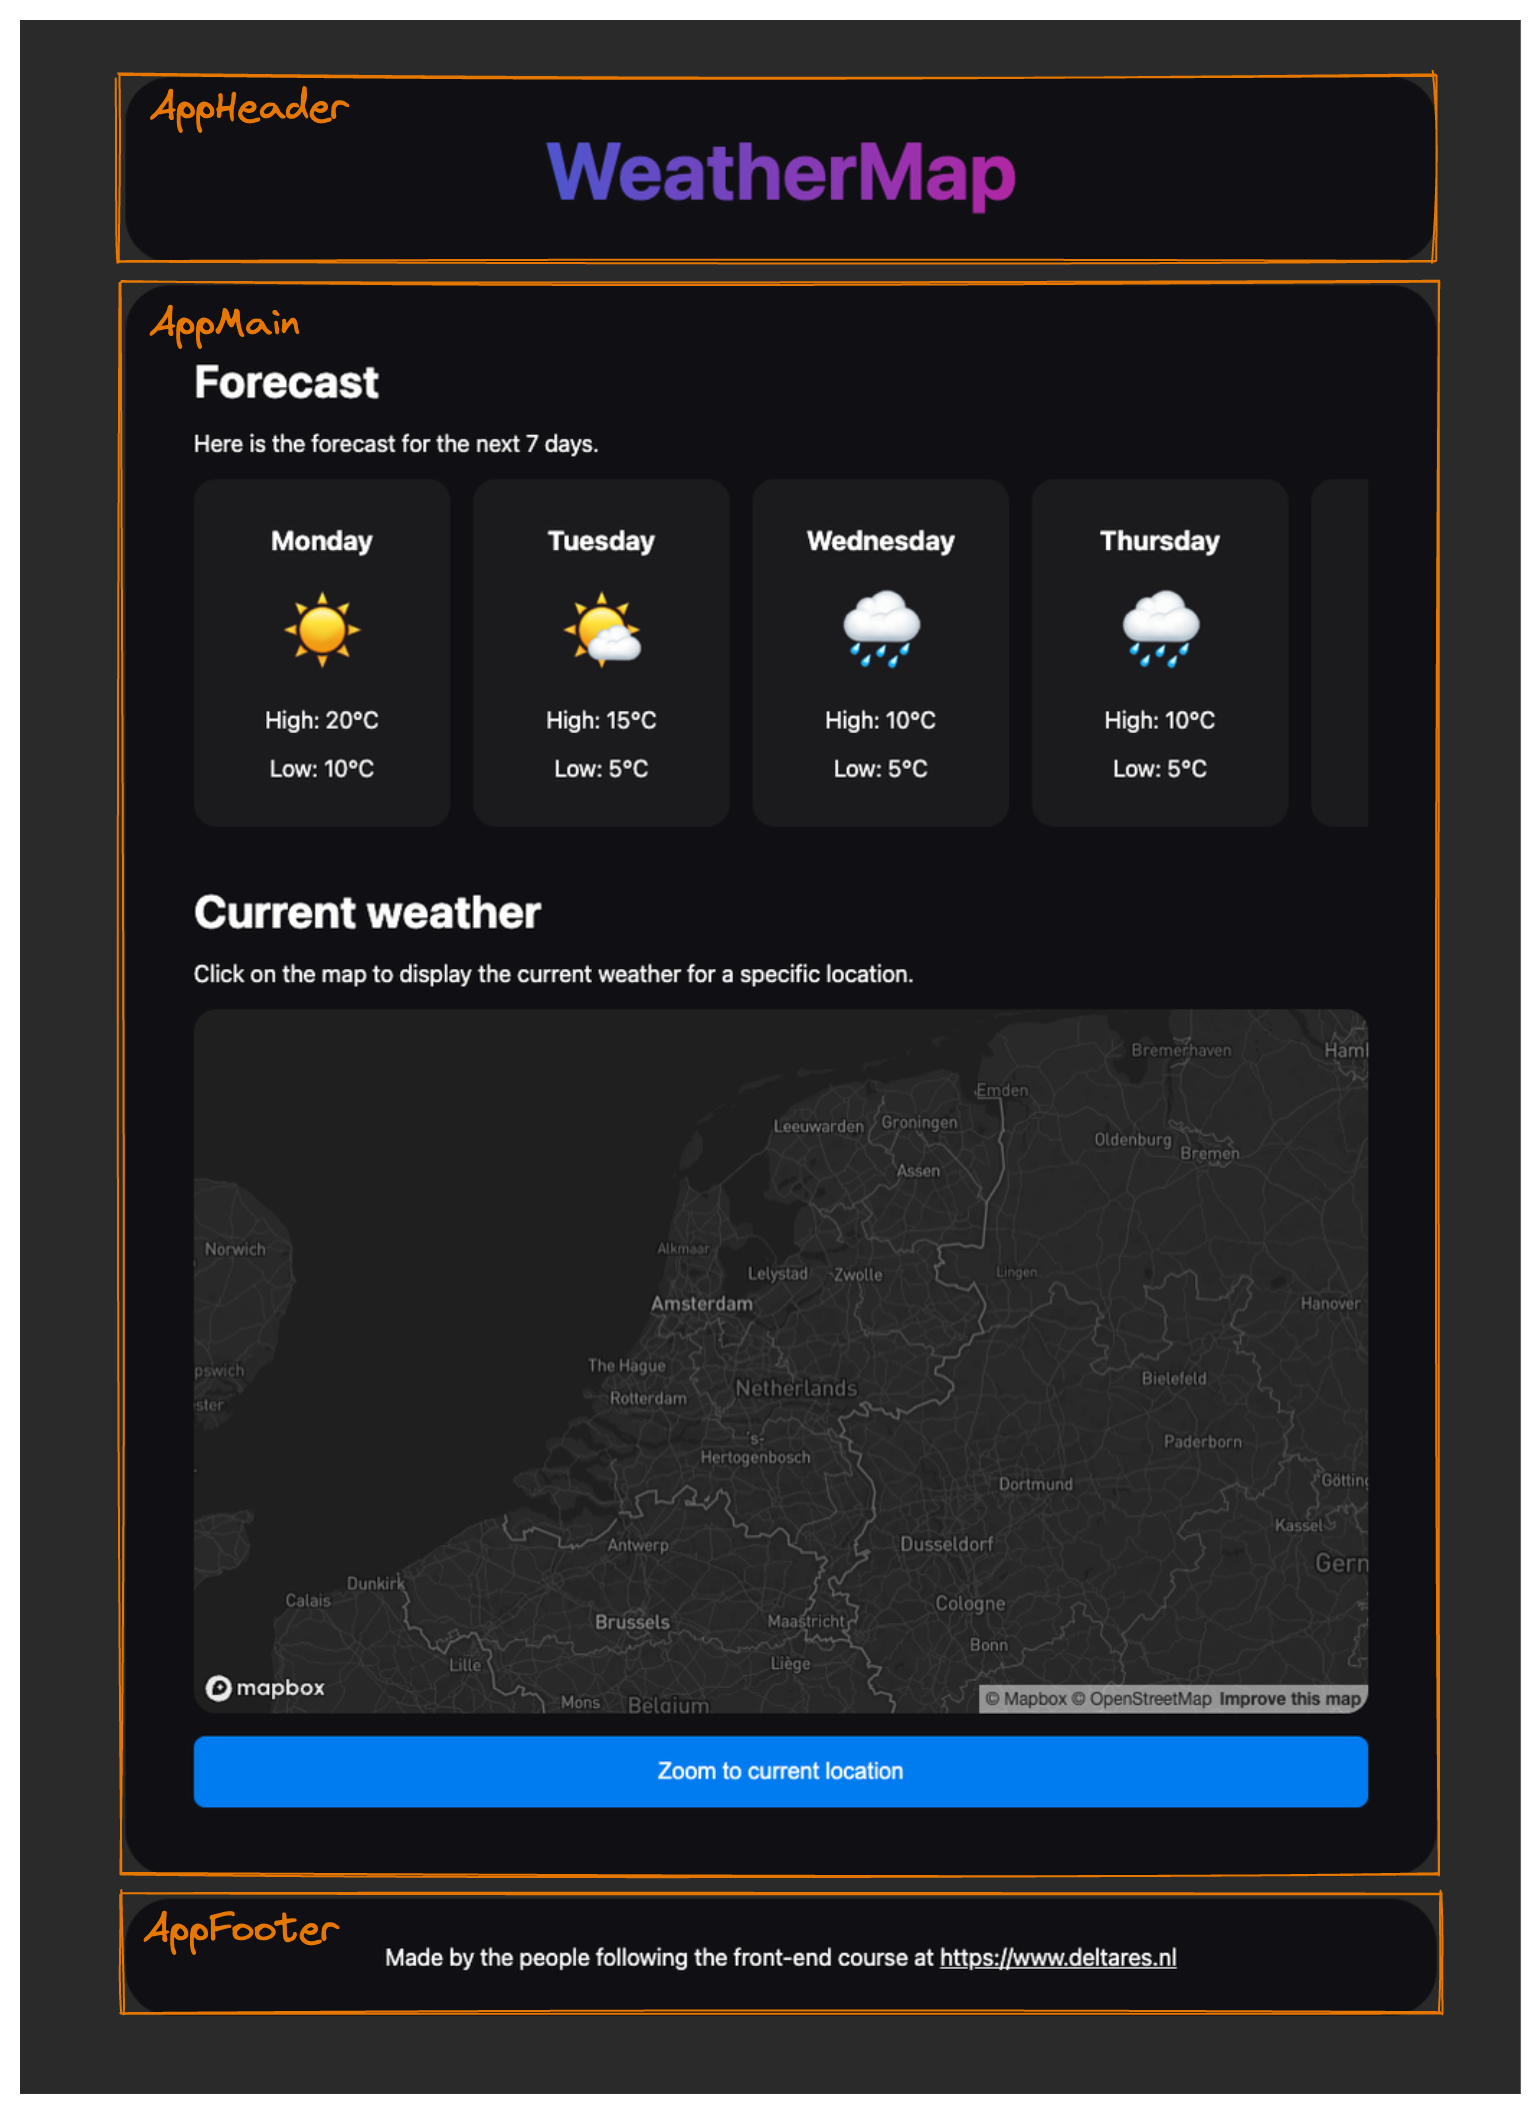 AppHeader
WeatherMap
AppMain
Forecast
Here is the forecast for the next 7 days.
Monday
High: 20°C
Low: 10°C
Tuesday
High: 15°C
Low: 5°C
Wednesday
High: 10°C
Low: 5°C
Thursday
High: 10°C
Low: 5°C
Current weather
Click on the map to display the current weather for a specific location.
Bremerhaven
Haml
Emden
Leeuwarden
Groningen
Oldenburg
Bremen
Assen
Norwich
Alkmaar
Lelystad
Zwolle
Lingen
Amsterdam
Hanover
The Hague
pswich
Netherlands
Bielefeld
Rotterdam
ster
's-
Hertogenbosch
Paderborn
Dortmund
Götting
Kassel
Antwerp
Dusseldorf
Gern
Dunkirk
Calais
Cologne
Brussels
Maastricht
Bonn
Lille
Liège
mapbox
Mons
Belgium
© Mapbox © OpenStreetMap Improve this map
Zoom to current location
AppFooter
Made by the people following the front-end course at https://www.deltares.nl